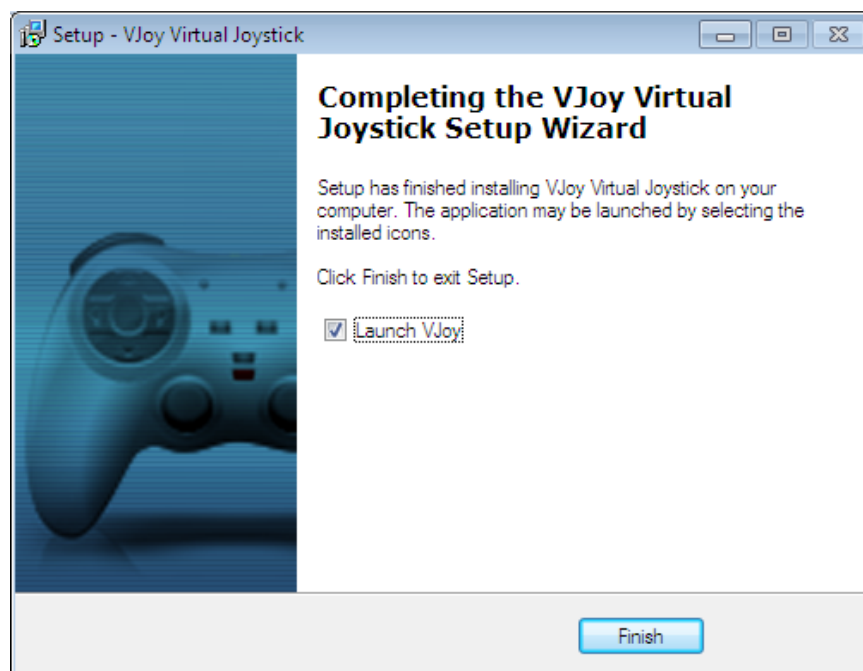 Setup - VJoy Virtual Joystick
Completing the VJoy Virtual
Joystick Setup Wizard
Setup has finished installing VJoy Virtual Joystick on your
computer. The application may be launched by selecting the
installed icons.
Click Finish to exit Setup.
Launch VJoy
Finish